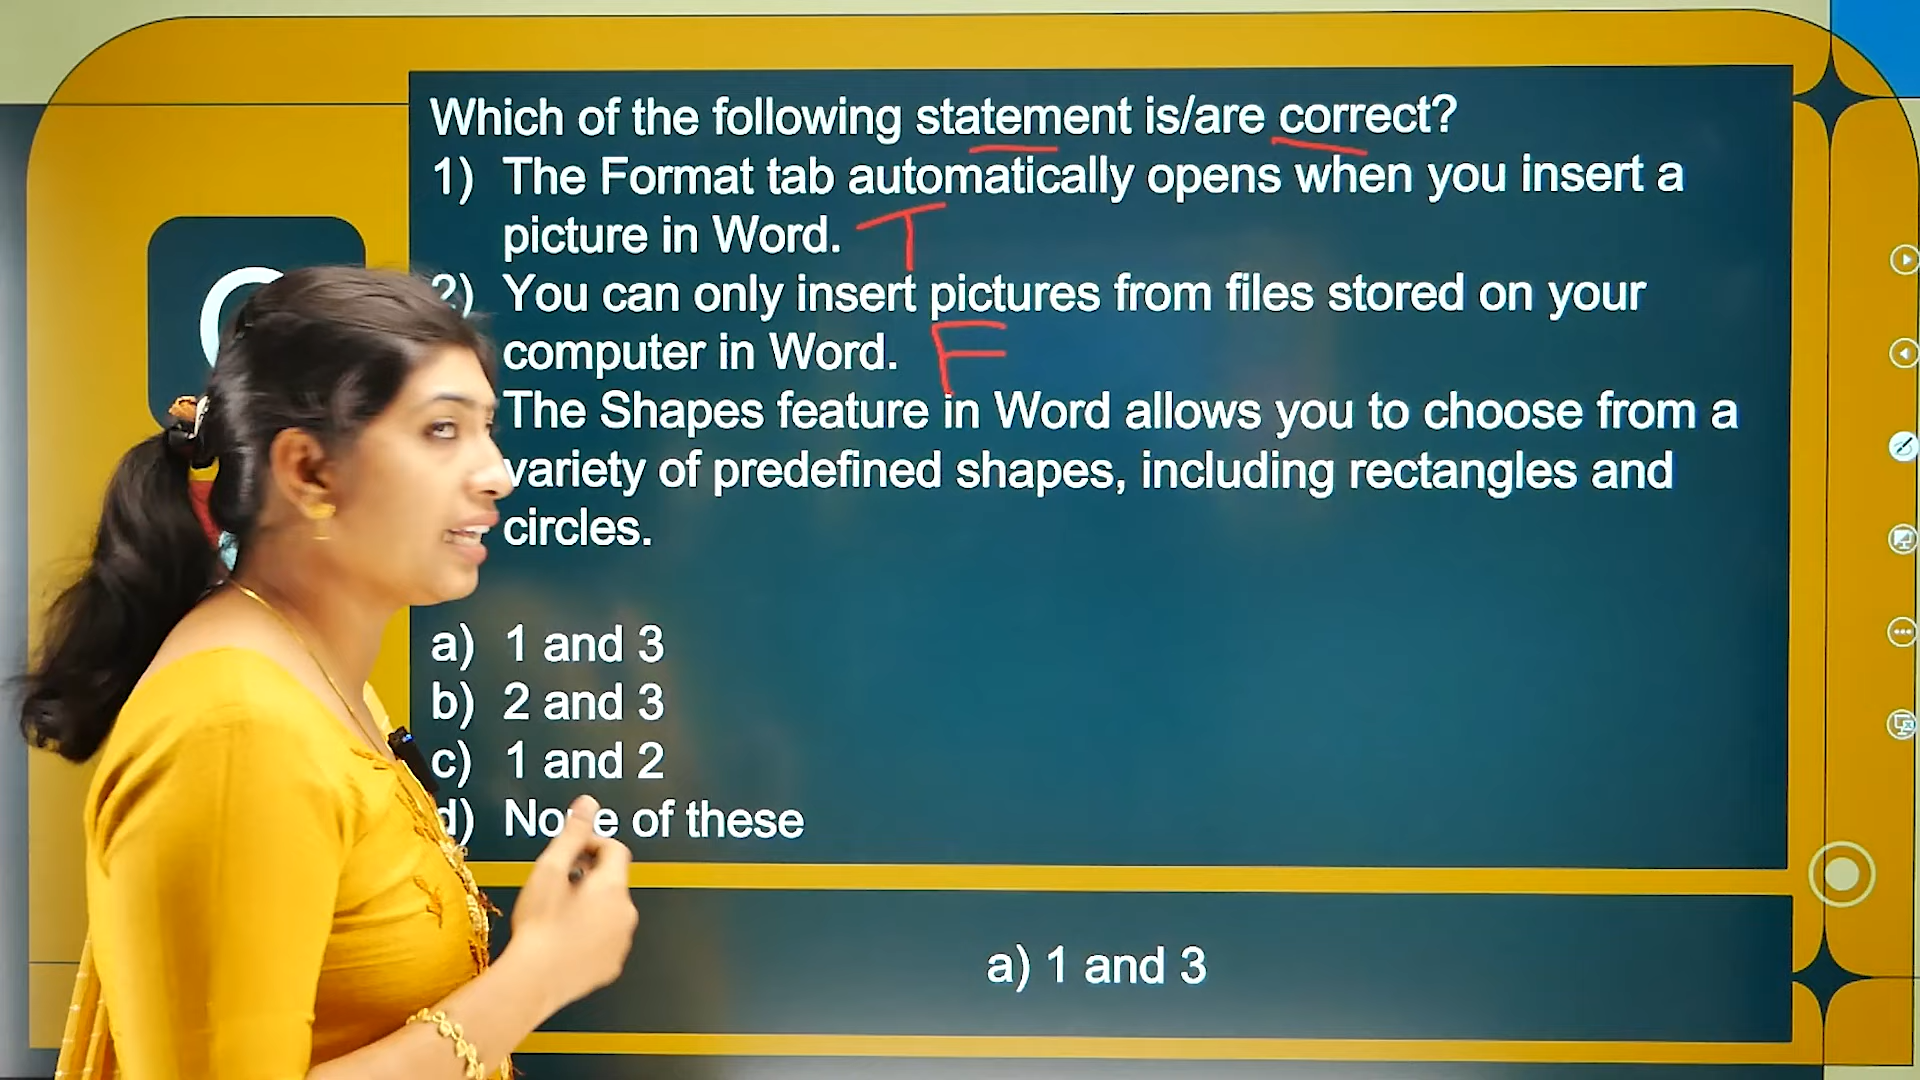 Which of the following statement is/are correct?
1) The Format tab automatically opens when you insert a
picture in Word. T
2) You can only insert pictures from files stored on your
computer in Word. F
The Shapes feature in Word allows you to choose from a
variety of predefined shapes, including rectangles and
circles.
a) 1 and 3
b) 2 and 3
c) 1 and 2
d) None of these
a) 1 and 3